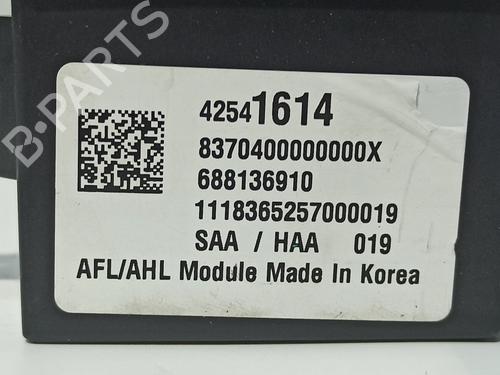 42541614
8370400000000X
688136910
1118365257000019
SAA / HAA 019
AFL/AHL Module Made In Korea
B-PARTS